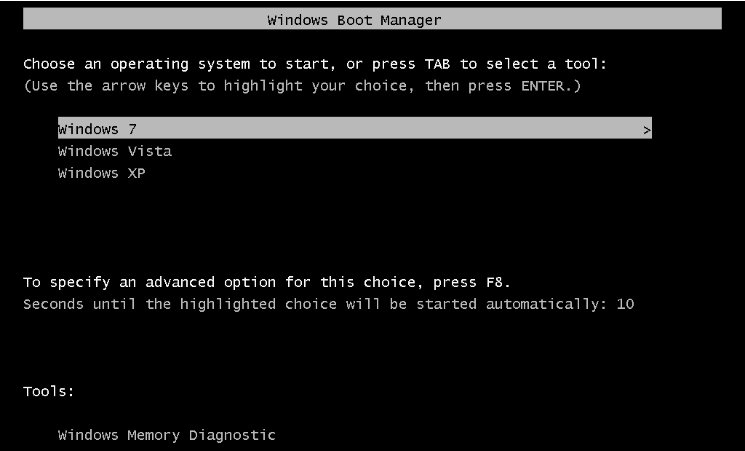 Windows Boot Manager
Choose an operating system to start, or press TAB to select a tool:
(Use the arrow keys to highlight your choice, then press ENTER.)
Windows 7 >
Windows Vista
Windows XP
To specify an advanced option for this choice, press F8.
Seconds until the highlighted choice will be started automatically: 10
Tools:
Windows Memory Diagnostic